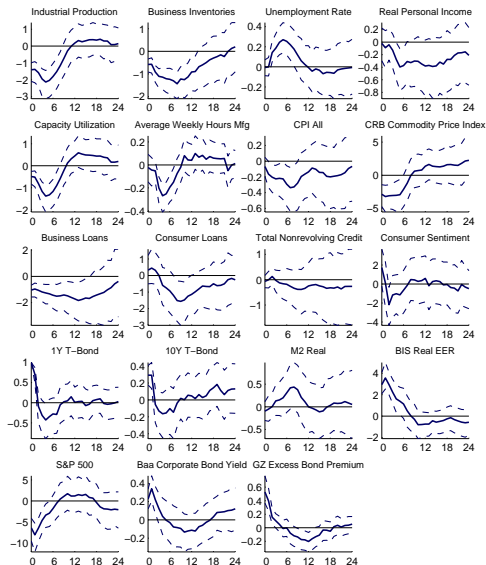 Industrial Production
1
0
−1
−2
−3
0 6 12 18 24
Business Inventories
1
0
−1
−2
0 6 12 18 24
Unemployment Rate
0.4
0.2
0
−0.2
0 6 12 18 24
Real Personal Income
0.2
0
−0.2
−0.4
−0.6
−0.8
0 6 12 18 24
Capacity Utilization
1
0
−1
−2
0 6 12 18 24
Average Weekly Hours Mfg
0.2
0
−0.2
−0.4
0 6 12 18 24
CPI All
0.2
0
−0.2
−0.4
−0.6
0 6 12 18 24
CRB Commodity Price Index
5
0
−5
0 6 12 18 24
Business Loans
2
0
−2
0 6 12 18 24
Consumer Loans
1
0
−1
−2
−3
0 6 12 18 24
Total Nonrevolving Credit
1
0
−1
0 6 12 18 24
Consumer Sentiment
2
0
−2
−4
0 6 12 18 24
1Y T−Bond
1
0.5
0
−0.5
0 6 12 18 24
10Y T−Bond
0.4
0.2
0
−0.2
−0.4
0 6 12 18 24
M2 Real
1
0.5
0
−0.5
0 6 12 18 24
BIS Real EER
4
2
0
−2
0 6 12 18 24
S&P 500
5
0
−5
−10
0 6 12 18 24
Baa Corporate Bond Yield
0.4
0.2
0
−0.2
0 6 12 18 24
GZ Excess Bond Premium
0.6
0.4
0.2
0
−0.2
0 6 12 18 24